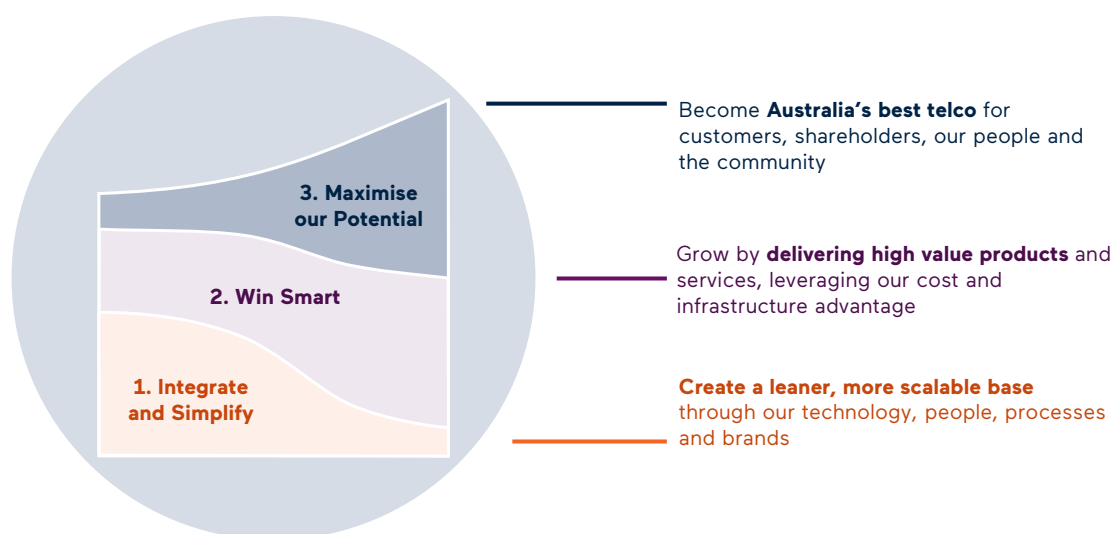 3. Maximise
our Potential
2. Win Smart
1. Integrate
and Simplify
Become Australia's best telco for
customers, shareholders, our people and
the community
Grow by delivering high value products and
services, leveraging our cost and
infrastructure advantage
Create a leaner, more scalable base
through our technology, people, processes
and brands